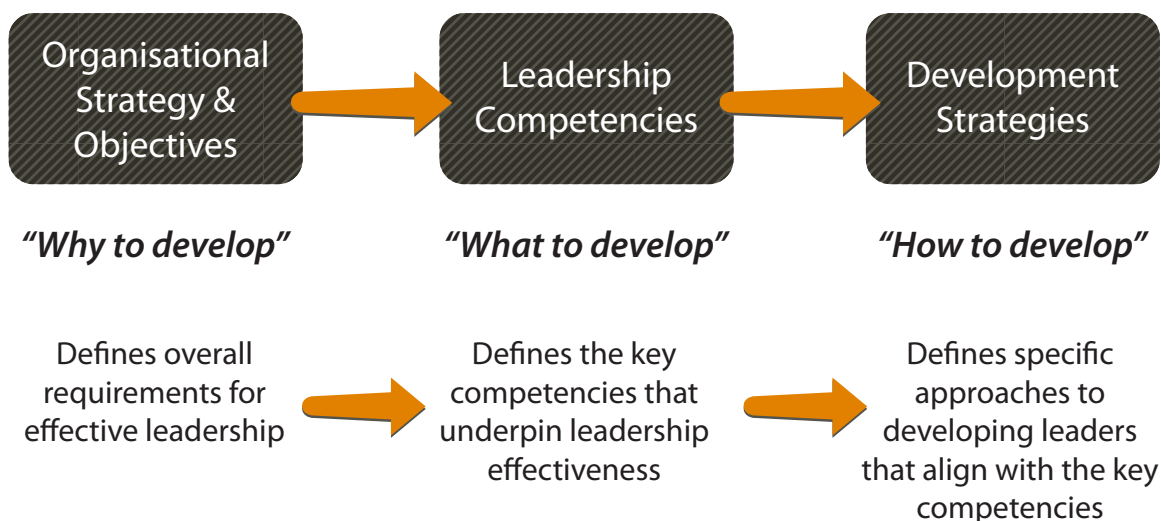 Organisational
Strategy &
Objectives
Leadership
Competencies
Development
Strategies
“Why to develop”
“What to develop”
“How to develop”
Defines overall
requirements for
effective leadership
Defines the key
competencies that
underpin leadership
effectiveness
Defines specific
approaches to
developing leaders
that align with the key
competencies